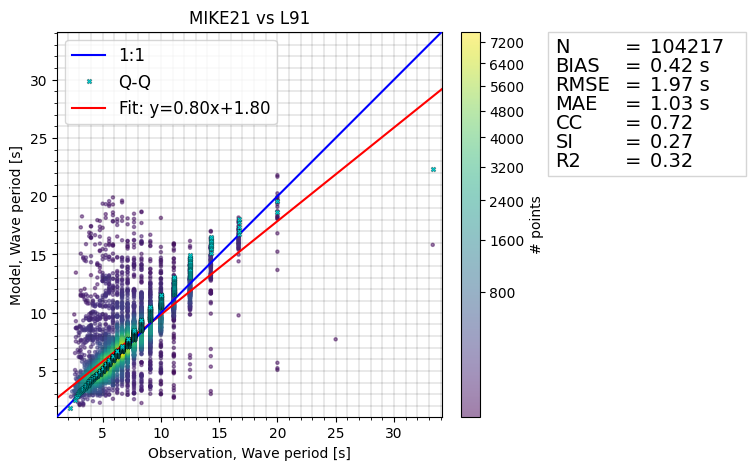 MIKE21 vs L91
1:1
Q-Q
Fit: y=0.80x+1.80
30
25
20
15
10
5
Model, Wave period [s]
5 10 15 20 25 30
Observation, Wave period [s]
7200
6400
5600
4800
4000
3200
2400
1600
800
# points
N = 104217
BIAS = 0.42 s
RMSE = 1.97 s
MAE = 1.03 s
CC = 0.72
SI = 0.27
R2 = 0.32